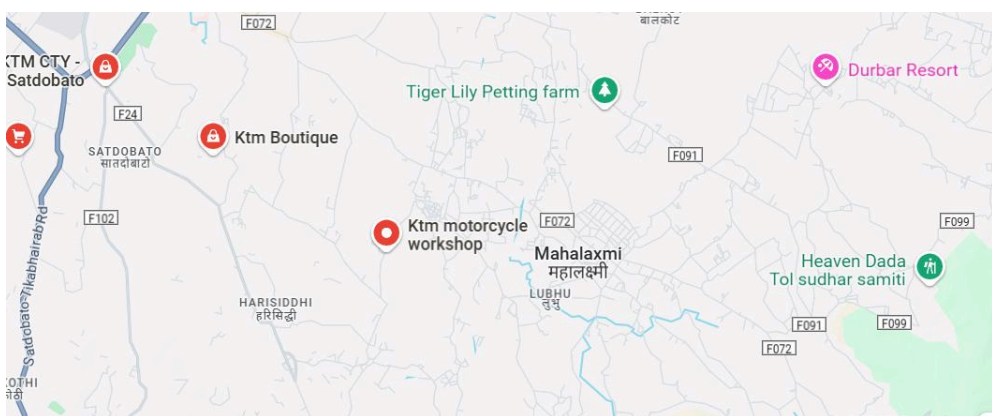 F072
बालकोट
KTM CTY -
Satdobato
Durbar Resort
Tiger Lily Petting farm
F24
Ktm Boutique
SATDOBATO
सातदोबाटो
F091
F102
Ktm motorcycle
workshop
F072
F099
Mahalaxmi
महालक्ष्मी
Heaven Dada
Tol sudhar samiti
LUBHU
लुभु
HARISIDDHI
हरिसिद्धी
Satdobato-Tikabhairab Rd
F091
F099
F072